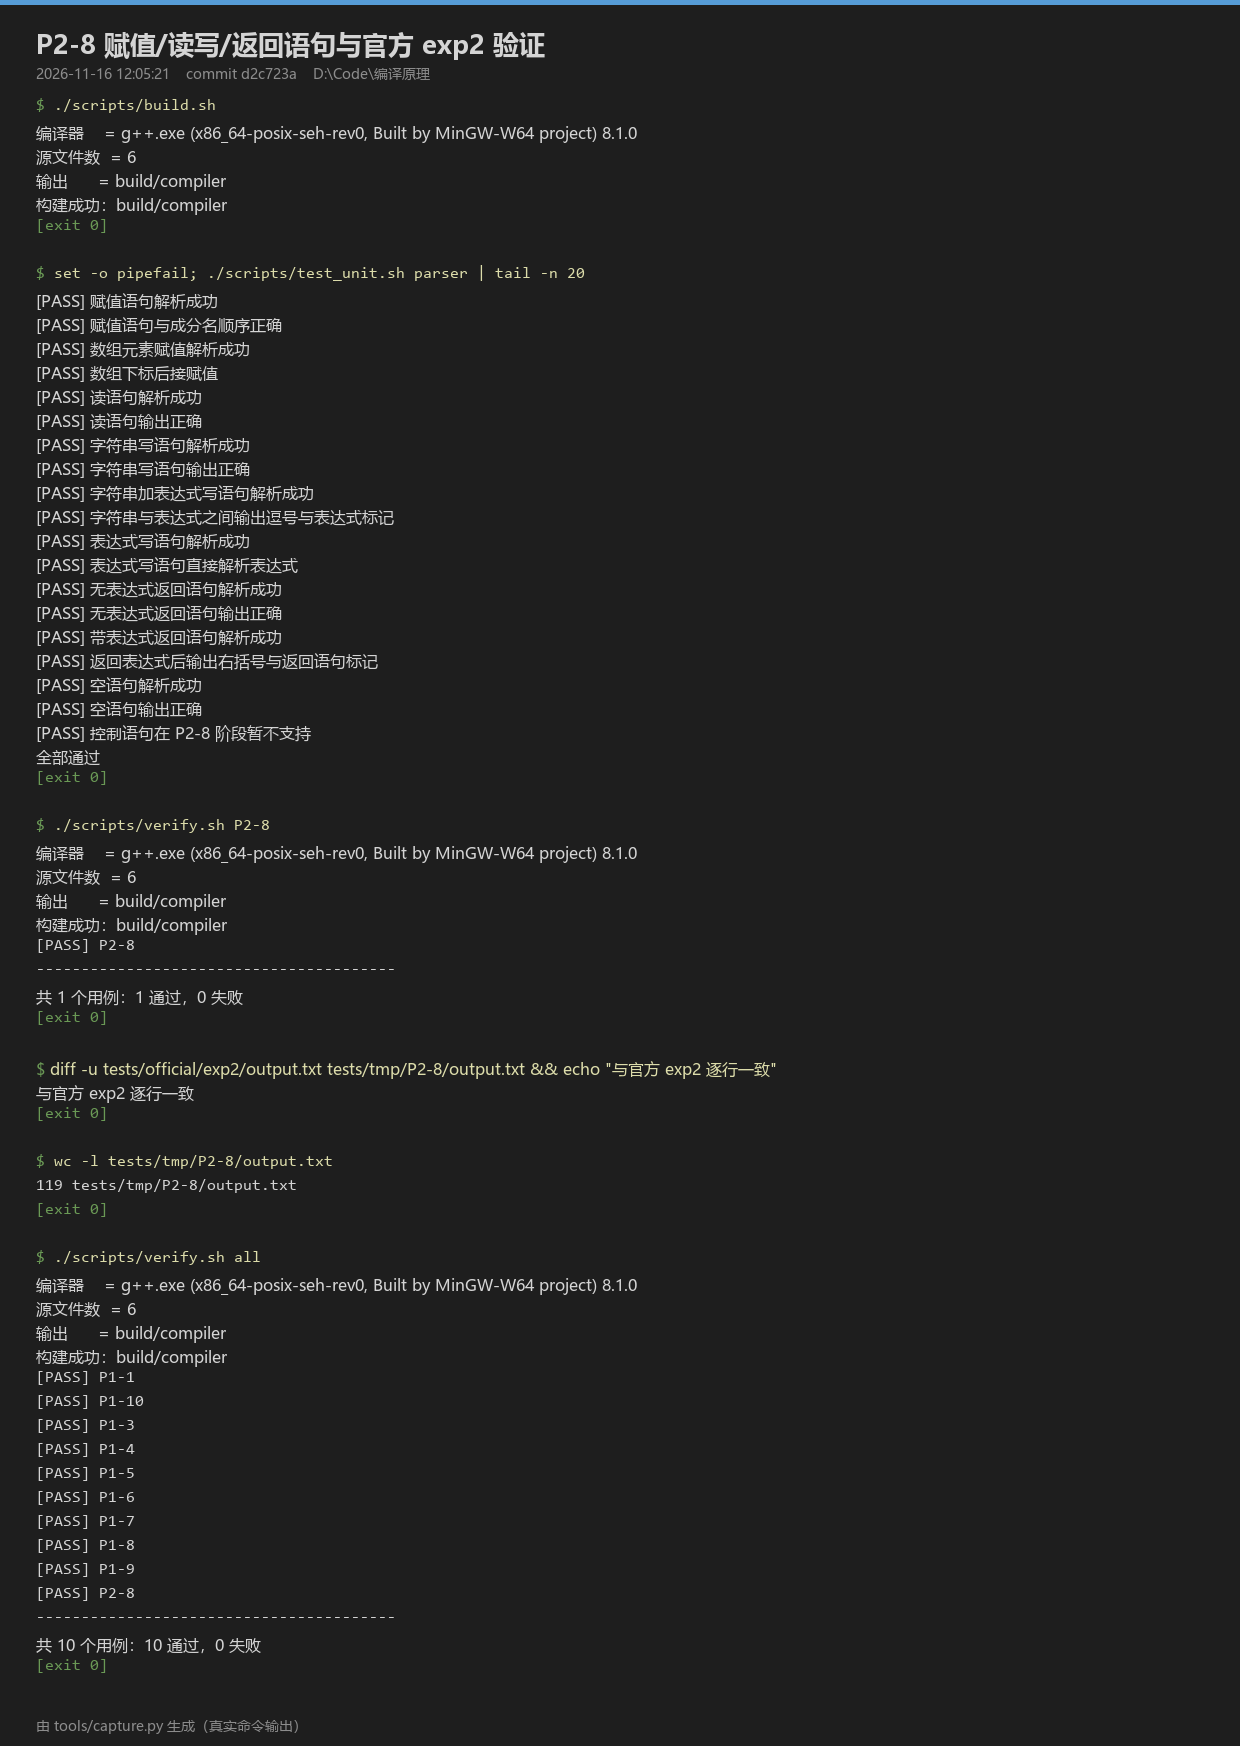 P2-8 赋值/读写/返回语句与官方 exp2 验证
2026-11-16 12:05:21 commit d2c723a D:\Code\编译原理
$ ./scripts/build.sh
编译器 = g++.exe (x86_64-posix-seh-rev0, Built by MinGW-W64 project) 8.1.0
源文件数 = 6
输出 = build/compiler
构建成功：build/compiler
[exit 0]
$ set -o pipefail; ./scripts/test_unit.sh parser | tail -n 20
[PASS] 赋值语句解析成功
[PASS] 赋值语句与成分名顺序正确
[PASS] 数组元素赋值解析成功
[PASS] 数组下标后接赋值
[PASS] 读语句解析成功
[PASS] 读语句输出正确
[PASS] 字符串写语句解析成功
[PASS] 字符串写语句输出正确
[PASS] 字符串加表达式写语句解析成功
[PASS] 字符串与表达式之间输出逗号与表达式标记
[PASS] 表达式写语句解析成功
[PASS] 表达式写语句直接解析表达式
[PASS] 无表达式返回语句解析成功
[PASS] 无表达式返回语句输出正确
[PASS] 带表达式返回语句解析成功
[PASS] 返回表达式后输出右括号与返回语句标记
[PASS] 空语句解析成功
[PASS] 空语句输出正确
[PASS] 控制语句在 P2-8 阶段暂不支持
全部通过
[exit 0]
$ ./scripts/verify.sh P2-8
编译器 = g++.exe (x86_64-posix-seh-rev0, Built by MinGW-W64 project) 8.1.0
源文件数 = 6
输出 = build/compiler
构建成功：build/compiler
[PASS] P2-8
----------------------------------------
共 1 个用例：1 通过，0 失败
[exit 0]
$ diff -u tests/official/exp2/output.txt tests/tmp/P2-8/output.txt && echo "与官方 exp2 逐行一致"
与官方 exp2 逐行一致
[exit 0]
$ wc -l tests/tmp/P2-8/output.txt
119 tests/tmp/P2-8/output.txt
[exit 0]
$ ./scripts/verify.sh all
编译器 = g++.exe (x86_64-posix-seh-rev0, Built by MinGW-W64 project) 8.1.0
源文件数 = 6
输出 = build/compiler
构建成功：build/compiler
[PASS] P1-1
[PASS] P1-10
[PASS] P1-3
[PASS] P1-4
[PASS] P1-5
[PASS] P1-6
[PASS] P1-7
[PASS] P1-8
[PASS] P1-9
[PASS] P2-8
----------------------------------------
共 10 个用例：10 通过，0 失败
[exit 0]
由 tools/capture.py 生成（真实命令输出）